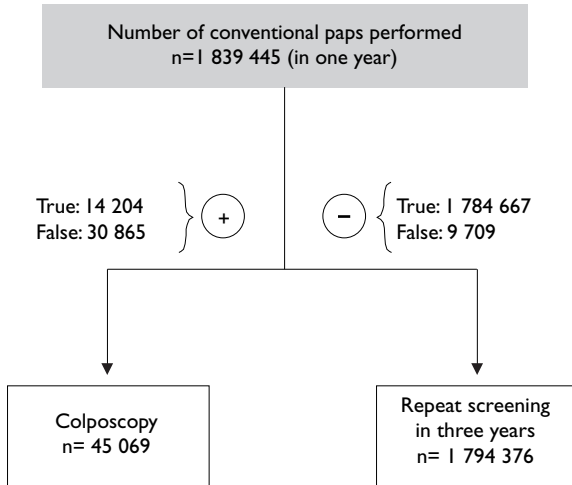 Number of conventional paps performed
n=1 839 445 (in one year)
True: 14 204
False: 30 865
+
−
True: 1 784 667
False: 9 709
Colposcopy
n= 45 069
Repeat screening
in three years
n= 1 794 376